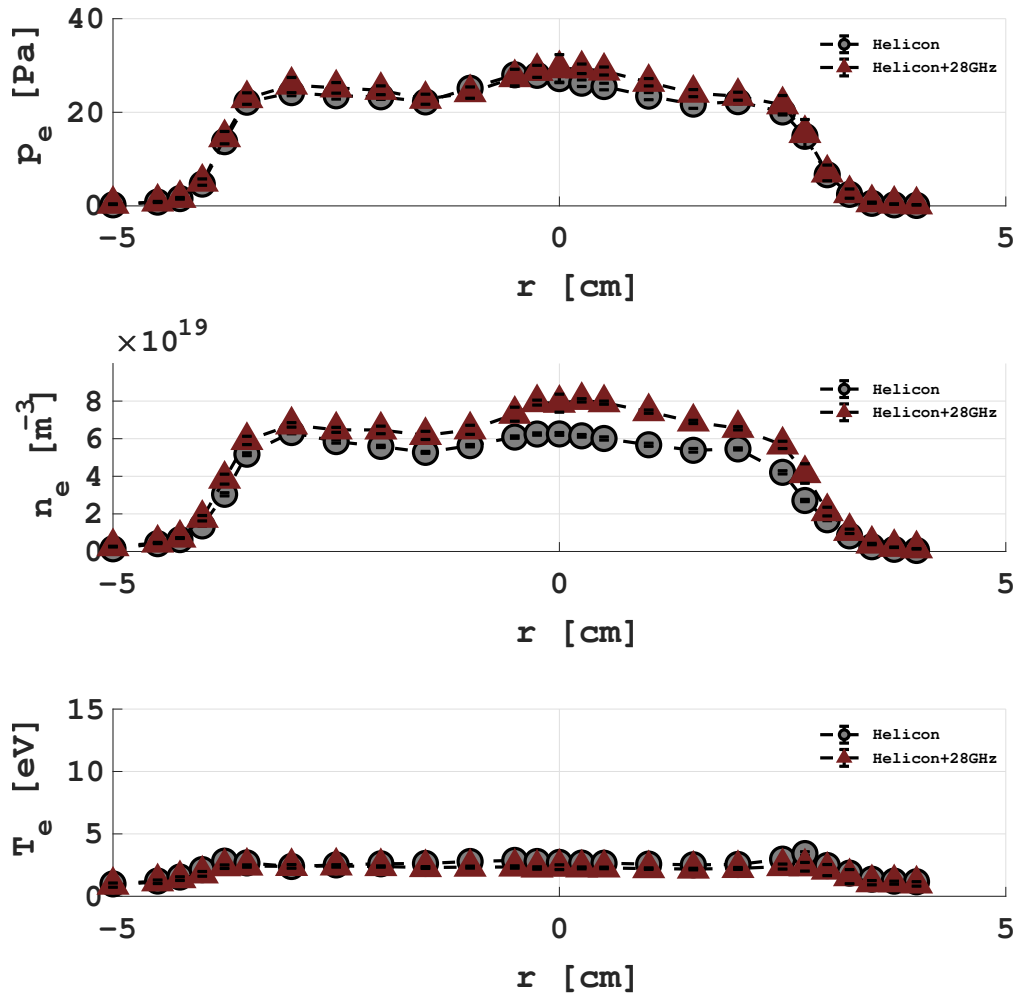 p_e [Pa]
40
20
0
Helicon
Helicon+28GHz
−5 0 5
r [cm]
×10^19
n_e [m^−3]
8
6
4
2
0
Helicon
Helicon+28GHz
−5 0 5
r [cm]
T_e [eV]
15
10
5
0
Helicon
Helicon+28GHz
−5 0 5
r [cm]